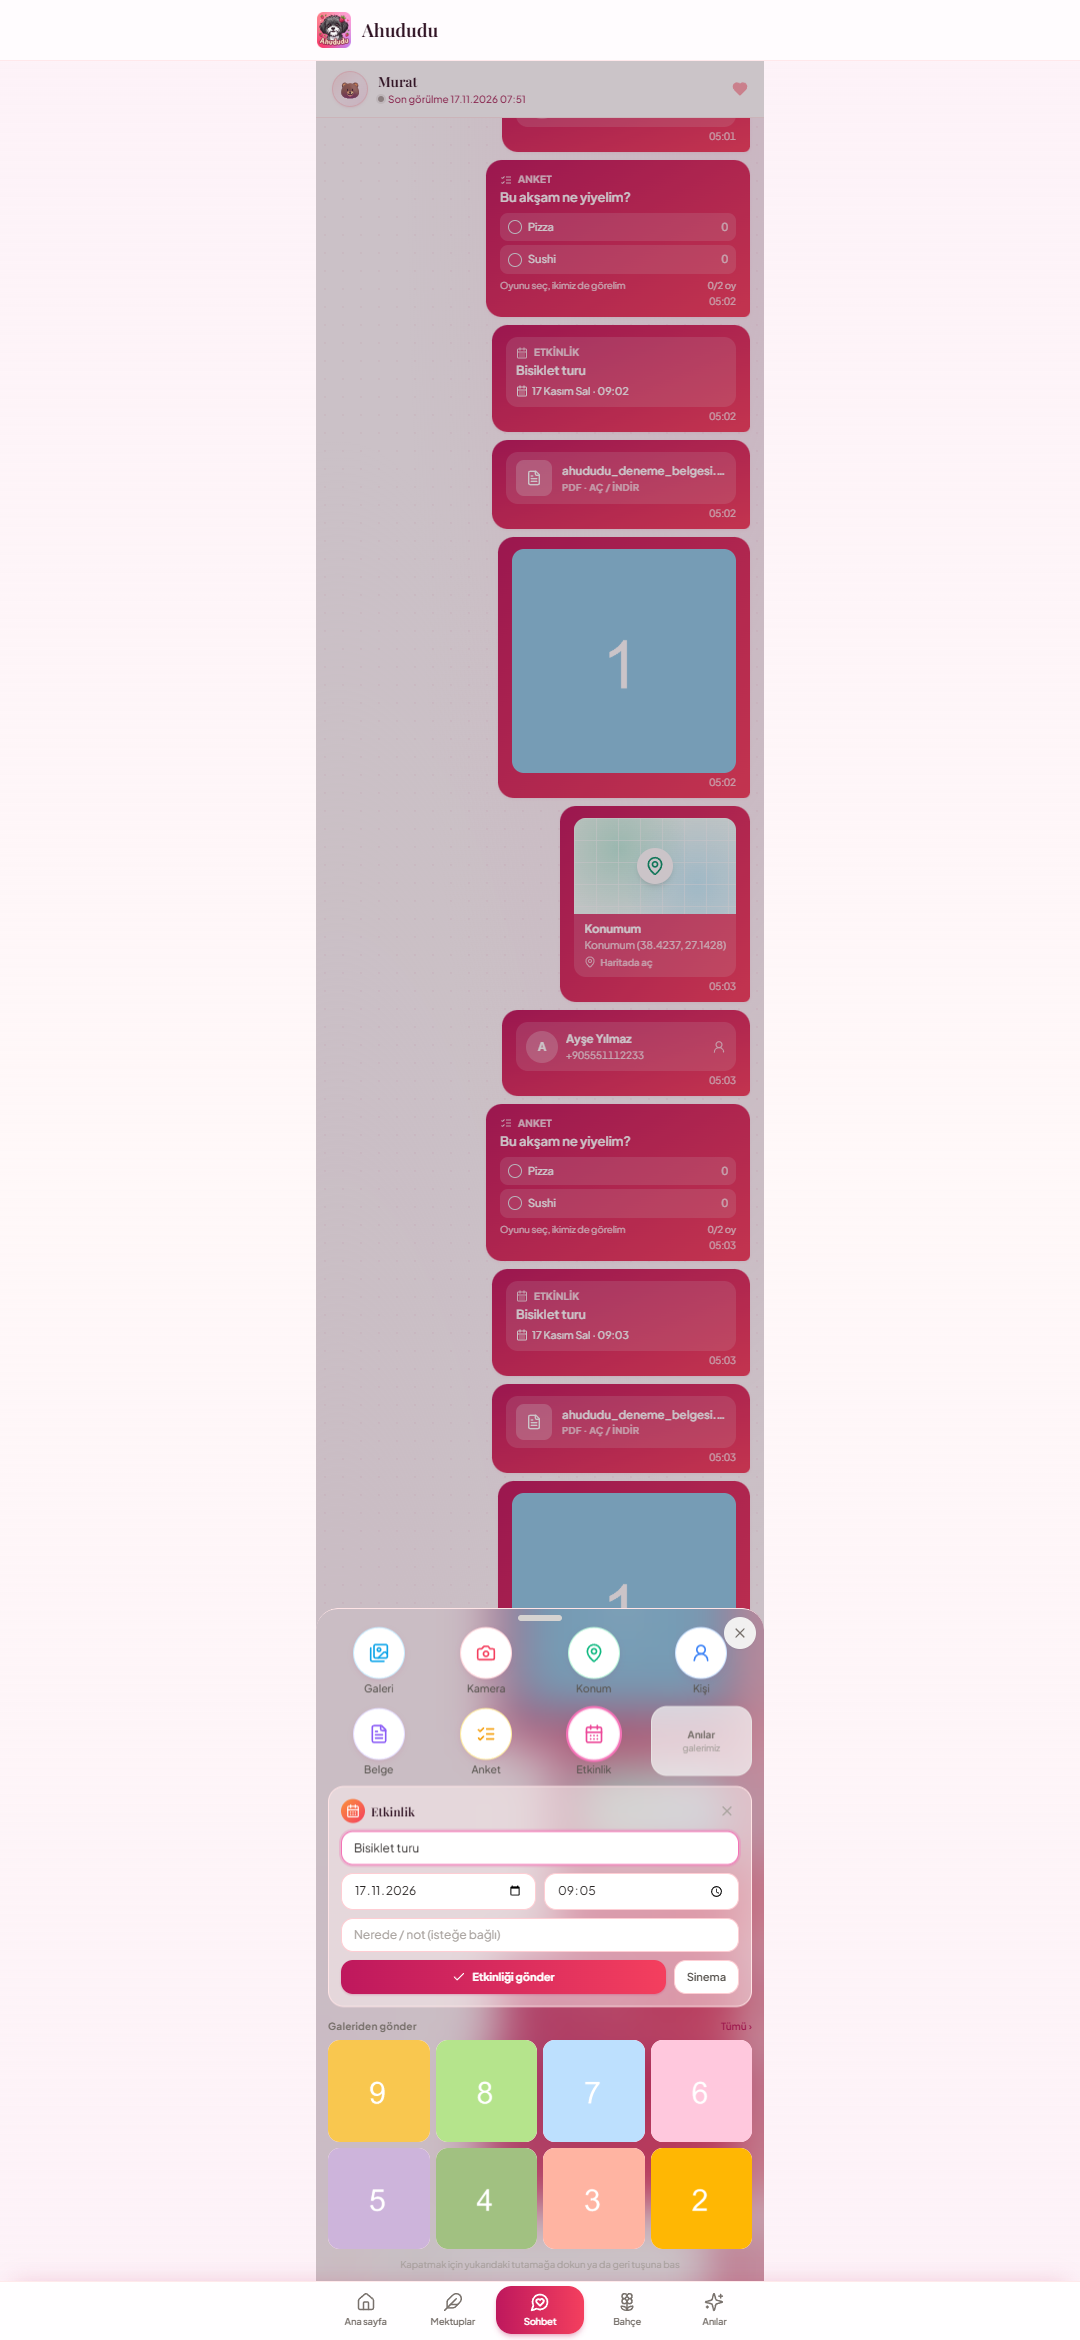 Ahududu
Murat
Son görülme 17.11.2026 07:51
05:01
ANKET
Bu akşam ne yiyelim?
Pizza 0
Sushi 0
Oyunu seç, ikimiz de görelim 0/2 oy
05:02
ETKİNLİK
Bisiklet turu
17 Kasım Sal · 09:02
05:02
ahududu_deneme_belgesi....
PDF · AÇ / İNDİR
05:02
1
05:02
Konumum
Konumum (38.4237, 27.1428)
Haritada aç
05:03
A
Ayşe Yılmaz
+905551112233
05:03
ANKET
Bu akşam ne yiyelim?
Pizza 0
Sushi 0
Oyunu seç, ikimiz de görelim 0/2 oy
05:03
ETKİNLİK
Bisiklet turu
17 Kasım Sal · 09:03
05:03
ahududu_deneme_belgesi....
PDF · AÇ / İNDİR
05:03
1
Galeri Kamera Konum Kişi
Belge Anket Etkinlik Anılar
galerimiz
Etkinlik
Bisiklet turu
17.11.2026 09:05
Nerede / not (isteğe bağlı)
Etkinliği gönder Sinema
Galeriden gönder Tümü ›
9 8 7 6
5 4 3 2
Kapatmak için yukarıdaki tutamağa dokun ya da geri tuşuna bas
Ana sayfa Mektuplar Sohbet Bahçe Anılar